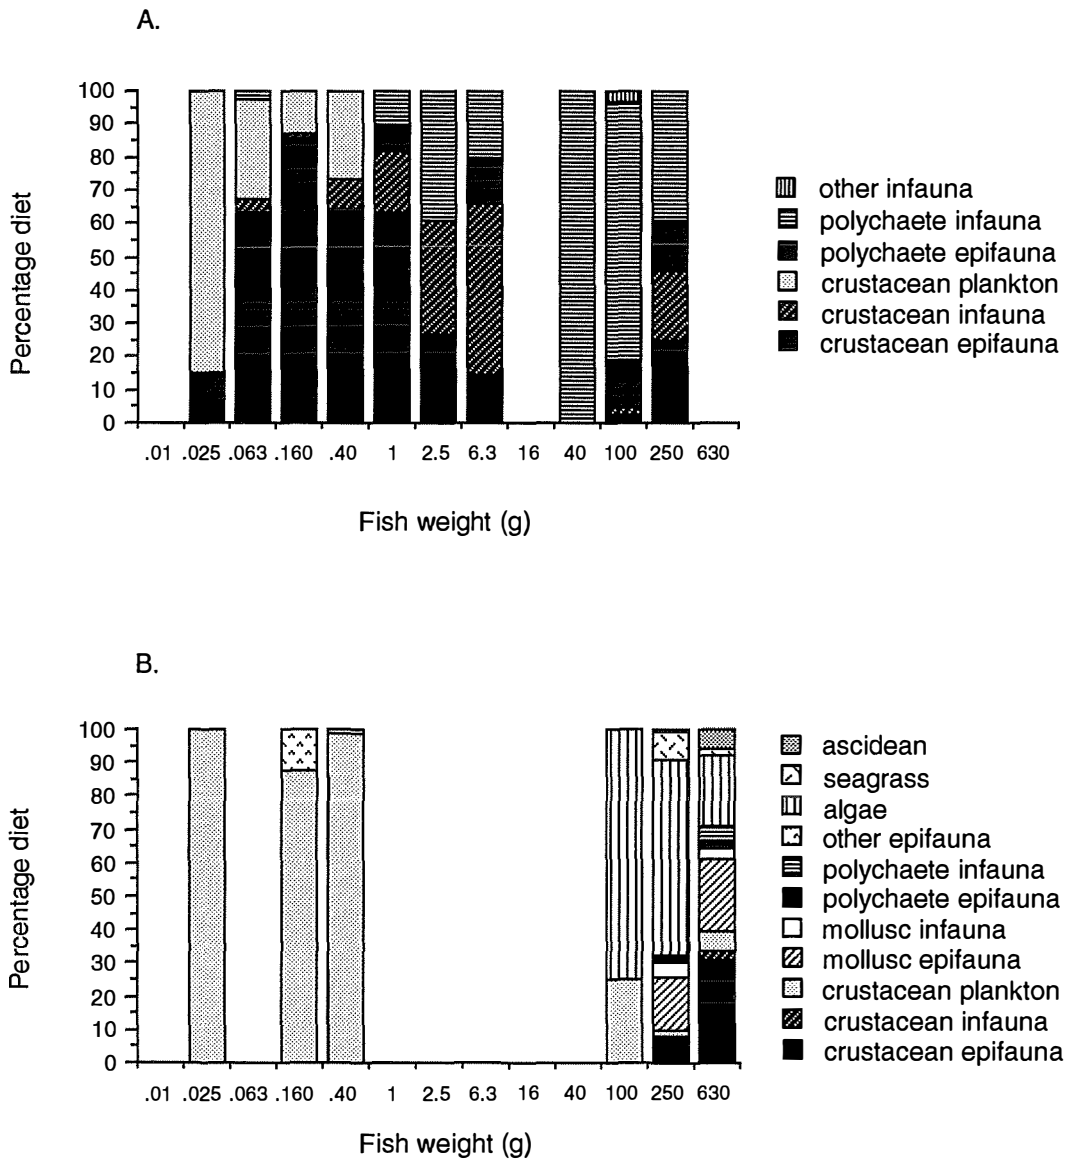 A.
100
90
80
70
60
50
40
30
20
10
0
Percentage diet
.01 .025 .063 .160 .40 1 2.5 6.3 16 40 100 250 630
Fish weight (g)
other infauna
polychaete infauna
polychaete epifauna
crustacean plankton
crustacean infauna
crustacean epifauna
B.
100
90
80
70
60
50
40
30
20
10
0
Percentage diet
.01 .025 .063 .160 .40 1 2.5 6.3 16 40 100 250 630
Fish weight (g)
ascidean
seagrass
algae
other epifauna
polychaete infauna
polychaete epifauna
mollusc infauna
mollusc epifauna
crustacean plankton
crustacean infauna
crustacean epifauna